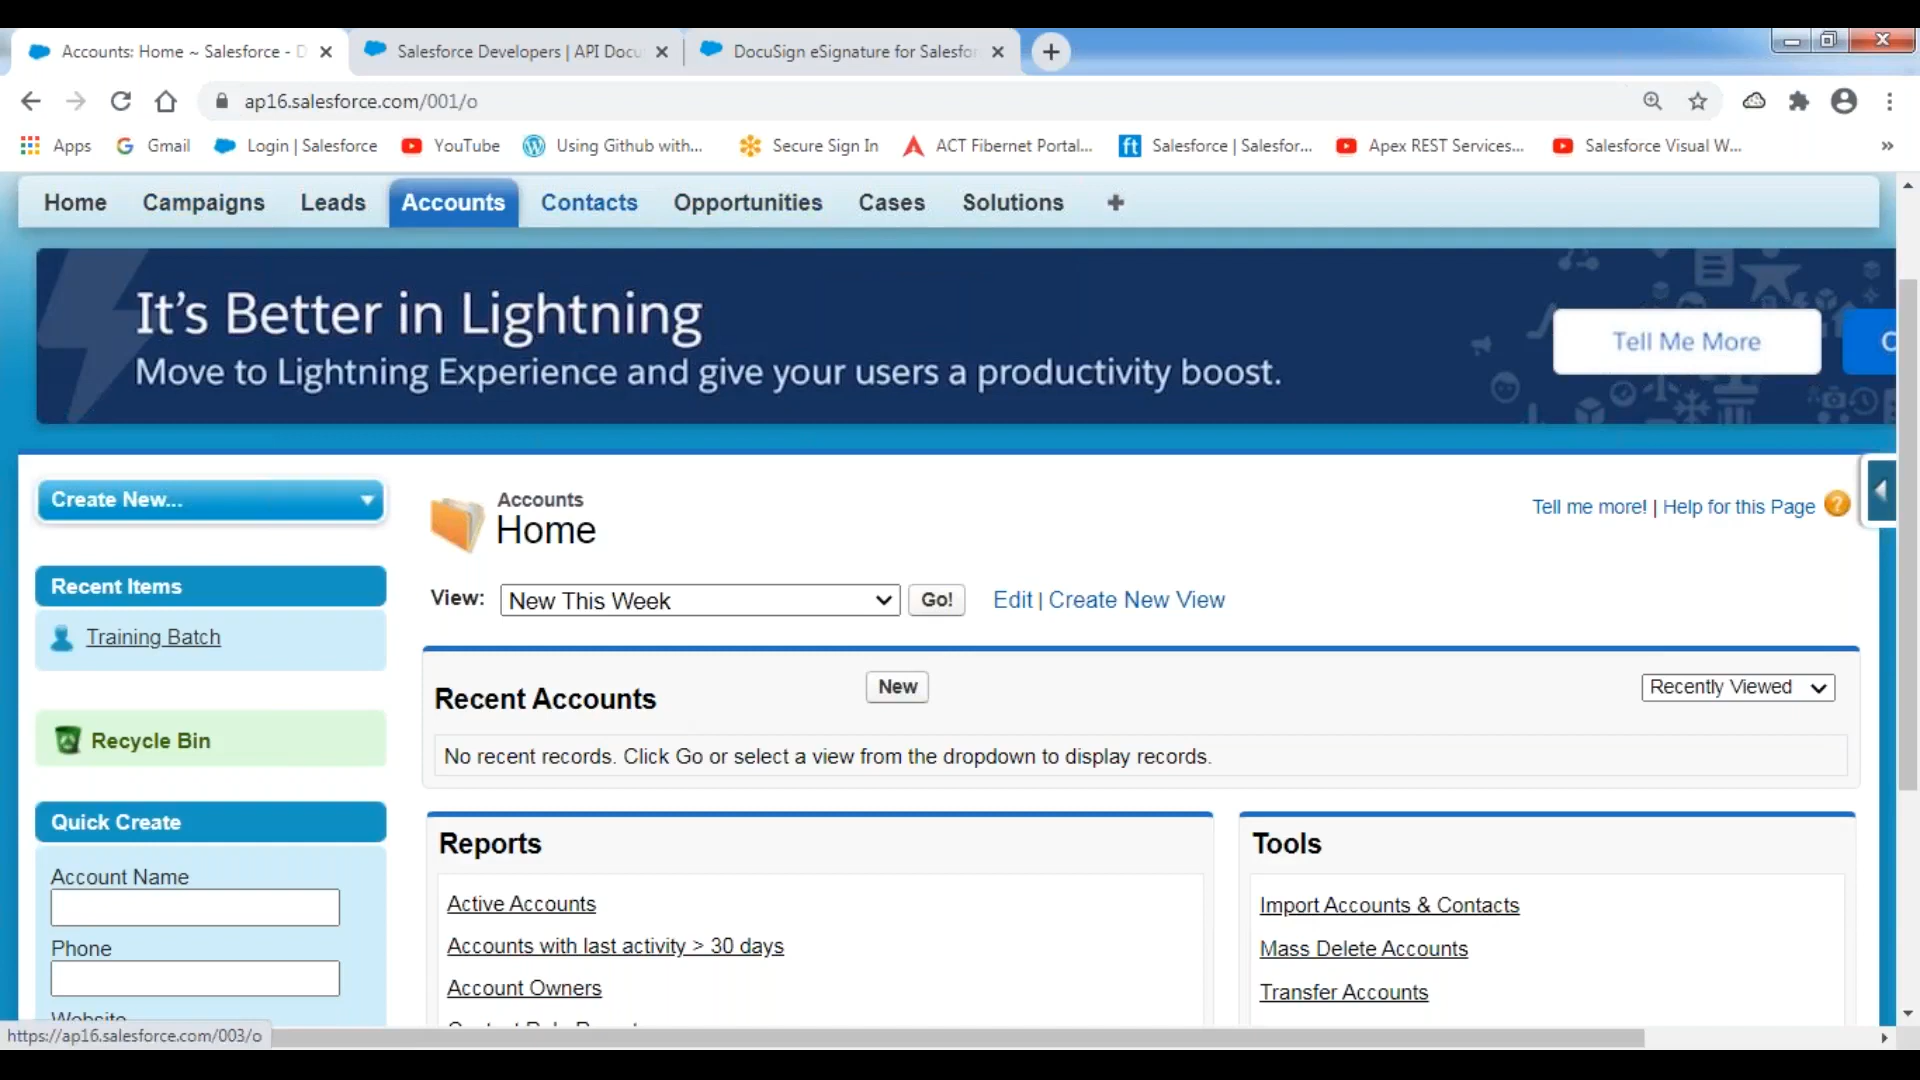 Accounts: Home ~ Salesforce - D
Salesforce Developers | API Docu
DocuSign eSignature for Salesfor
ap16.salesforce.com/001/o
Apps
Gmail
Login | Salesforce
YouTube
Using Github with...
Secure Sign In
ACT Fibernet Portal...
ft
Salesforce | Salesfor...
Apex REST Services...
Salesforce Visual W...
»
Home
Campaigns
Leads
Accounts
Contacts
Opportunities
Cases
Solutions
+
It's Better in Lightning
Move to Lightning Experience and give your users a productivity boost.
Tell Me More
Create New...
Accounts
Home
Tell me more! | Help for this Page
?
Recent Items
View:
New This Week
Go!
Edit | Create New View
Training Batch
Recent Accounts
New
Recently Viewed
No recent records. Click Go or select a view from the dropdown to display records.
Recycle Bin
Quick Create
Account Name
Phone
Website
Reports
Active Accounts
Accounts with last activity > 30 days
Account Owners
Tools
Import Accounts & Contacts
Mass Delete Accounts
Transfer Accounts
https://ap16.salesforce.com/003/o